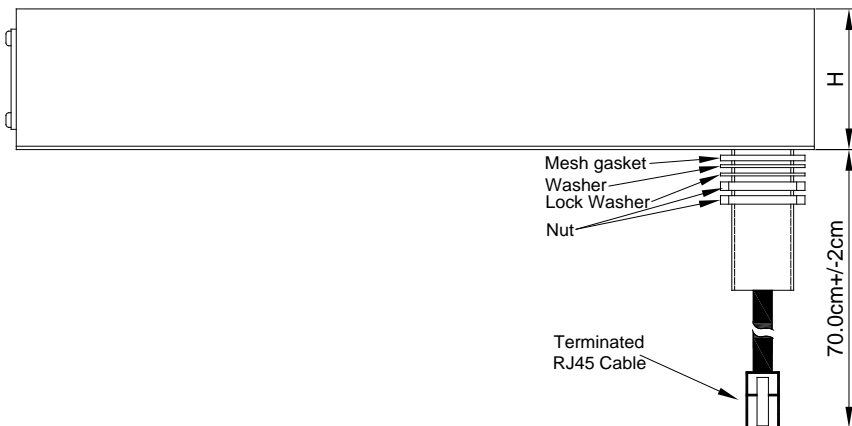 H
Mesh gasket
Washer
Lock Washer
Nut
70.0cm+/-2cm
Terminated
RJ45 Cable